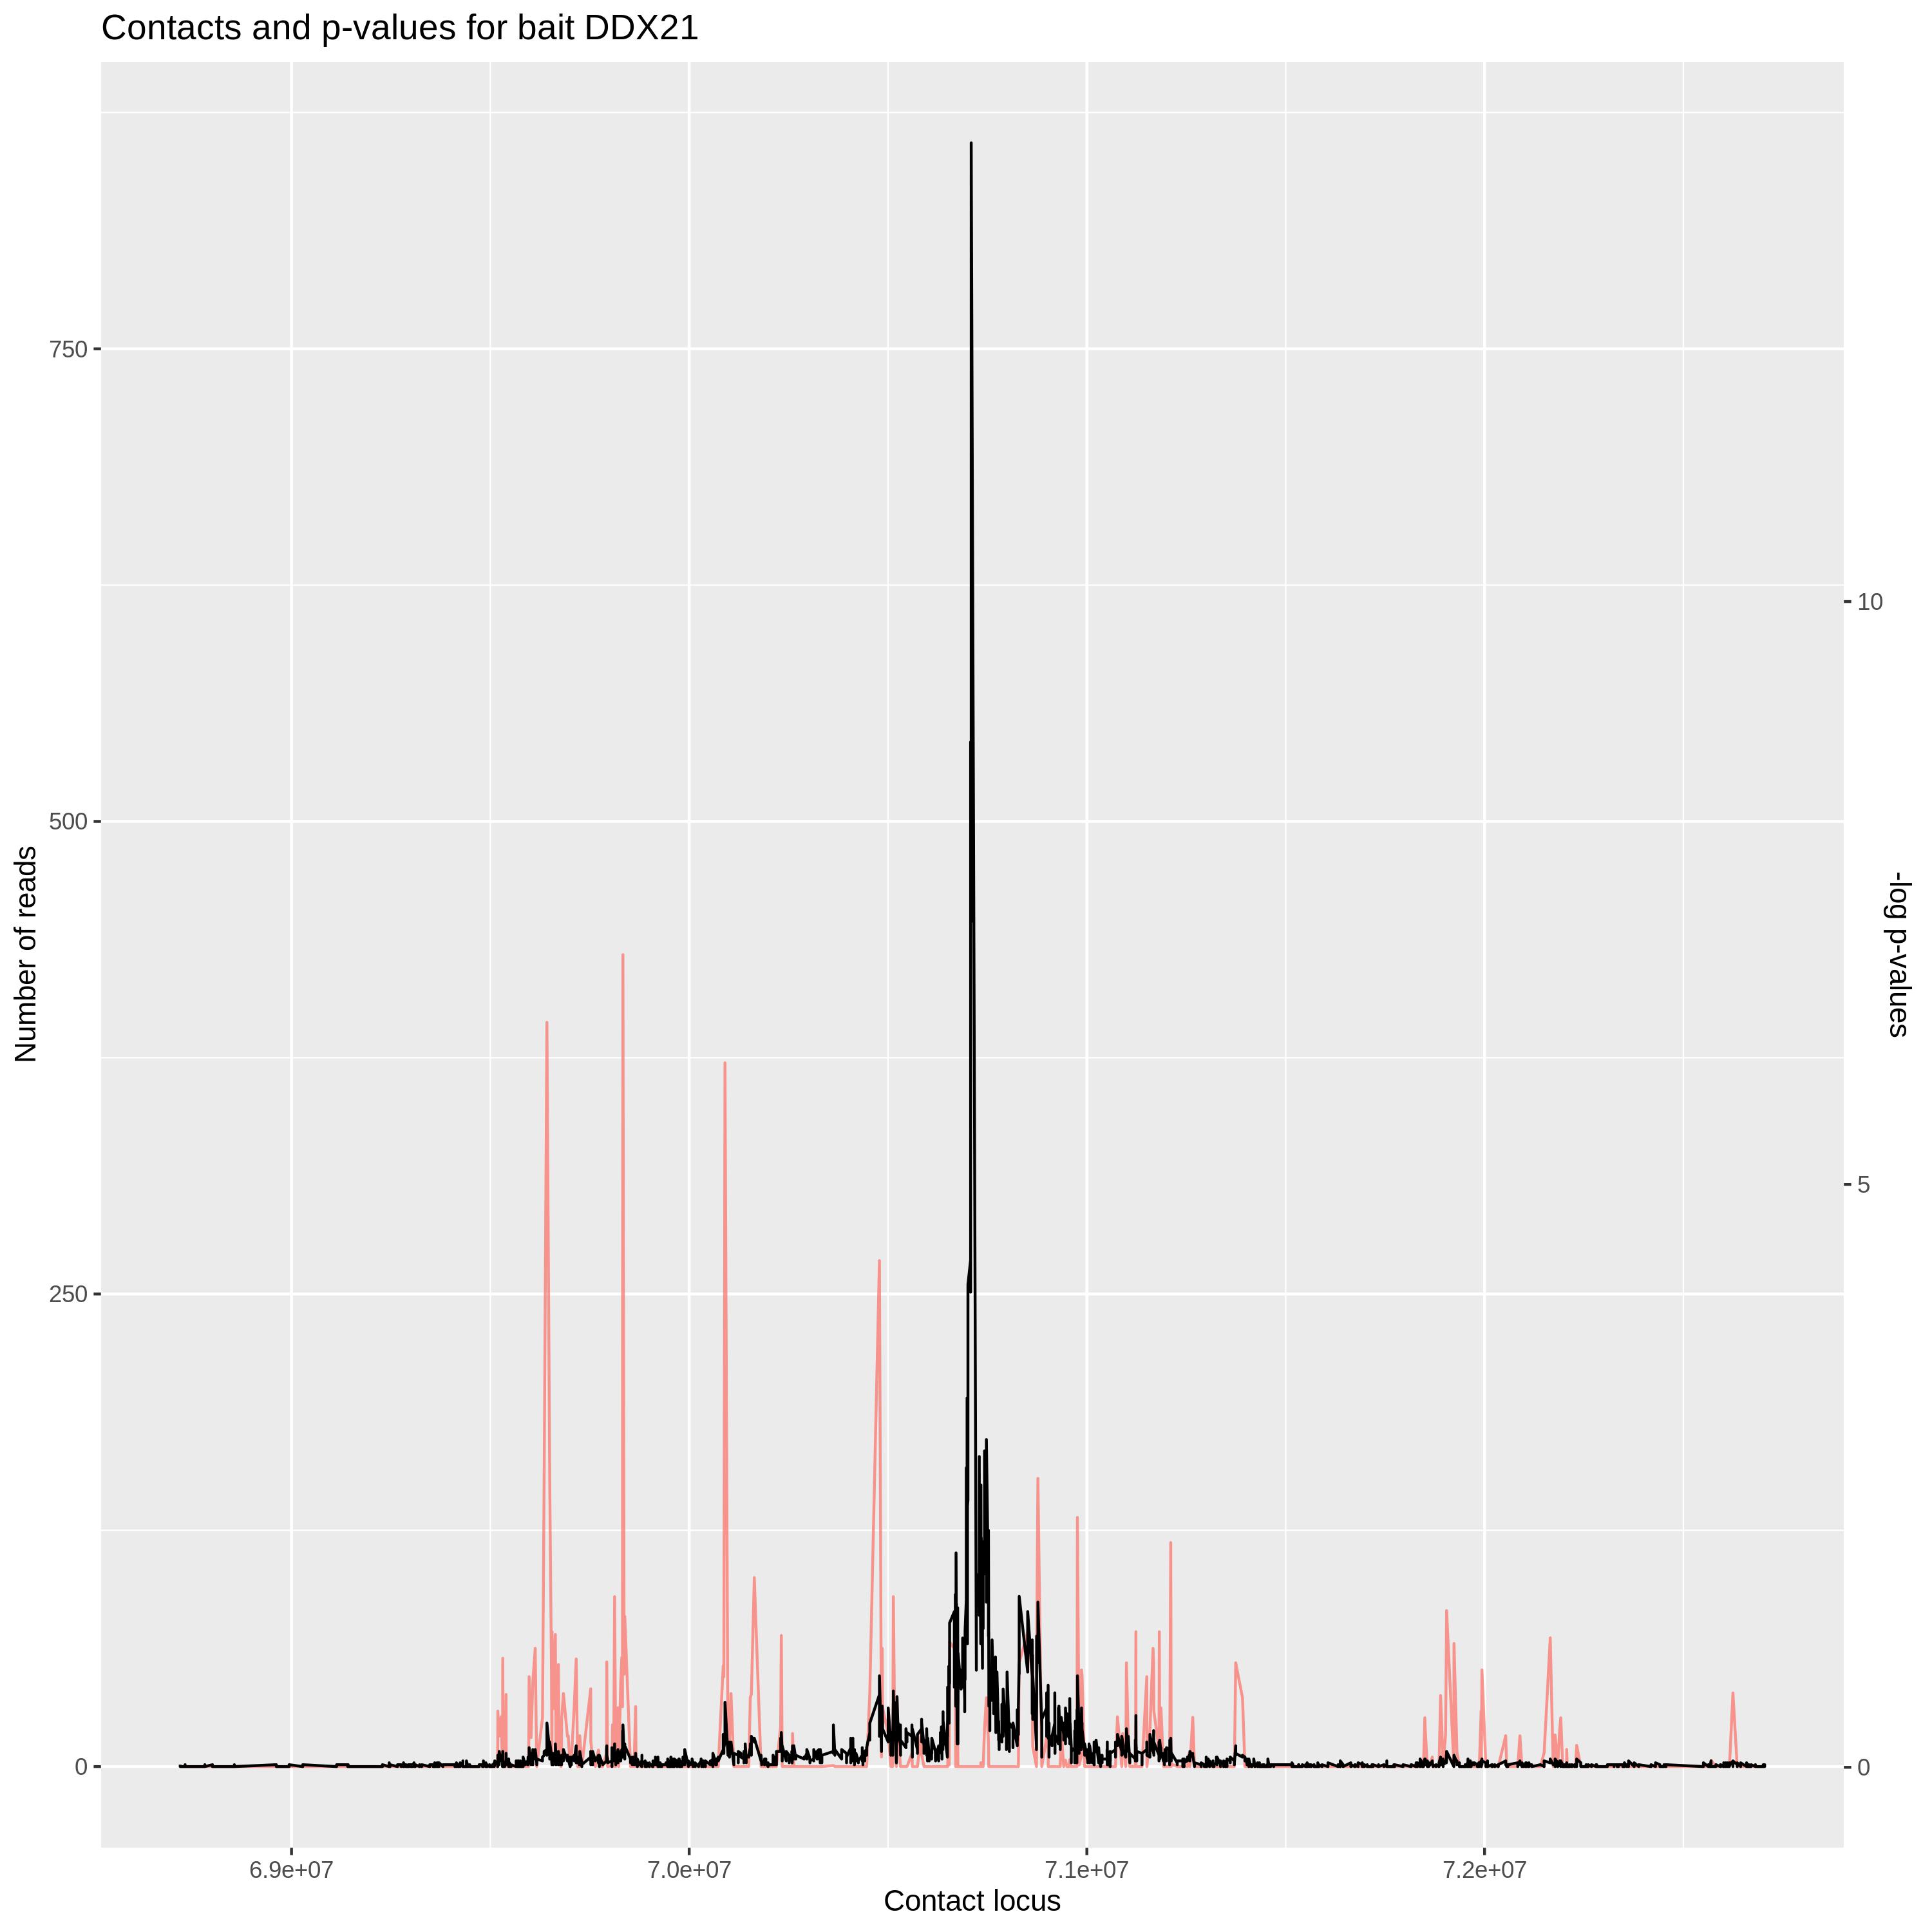 Contacts and p-values for bait DDX21
Number of reads
750
500
250
0
10
5
0
-log p-values
6.9e+07
7.0e+07
7.1e+07
7.2e+07
Contact locus